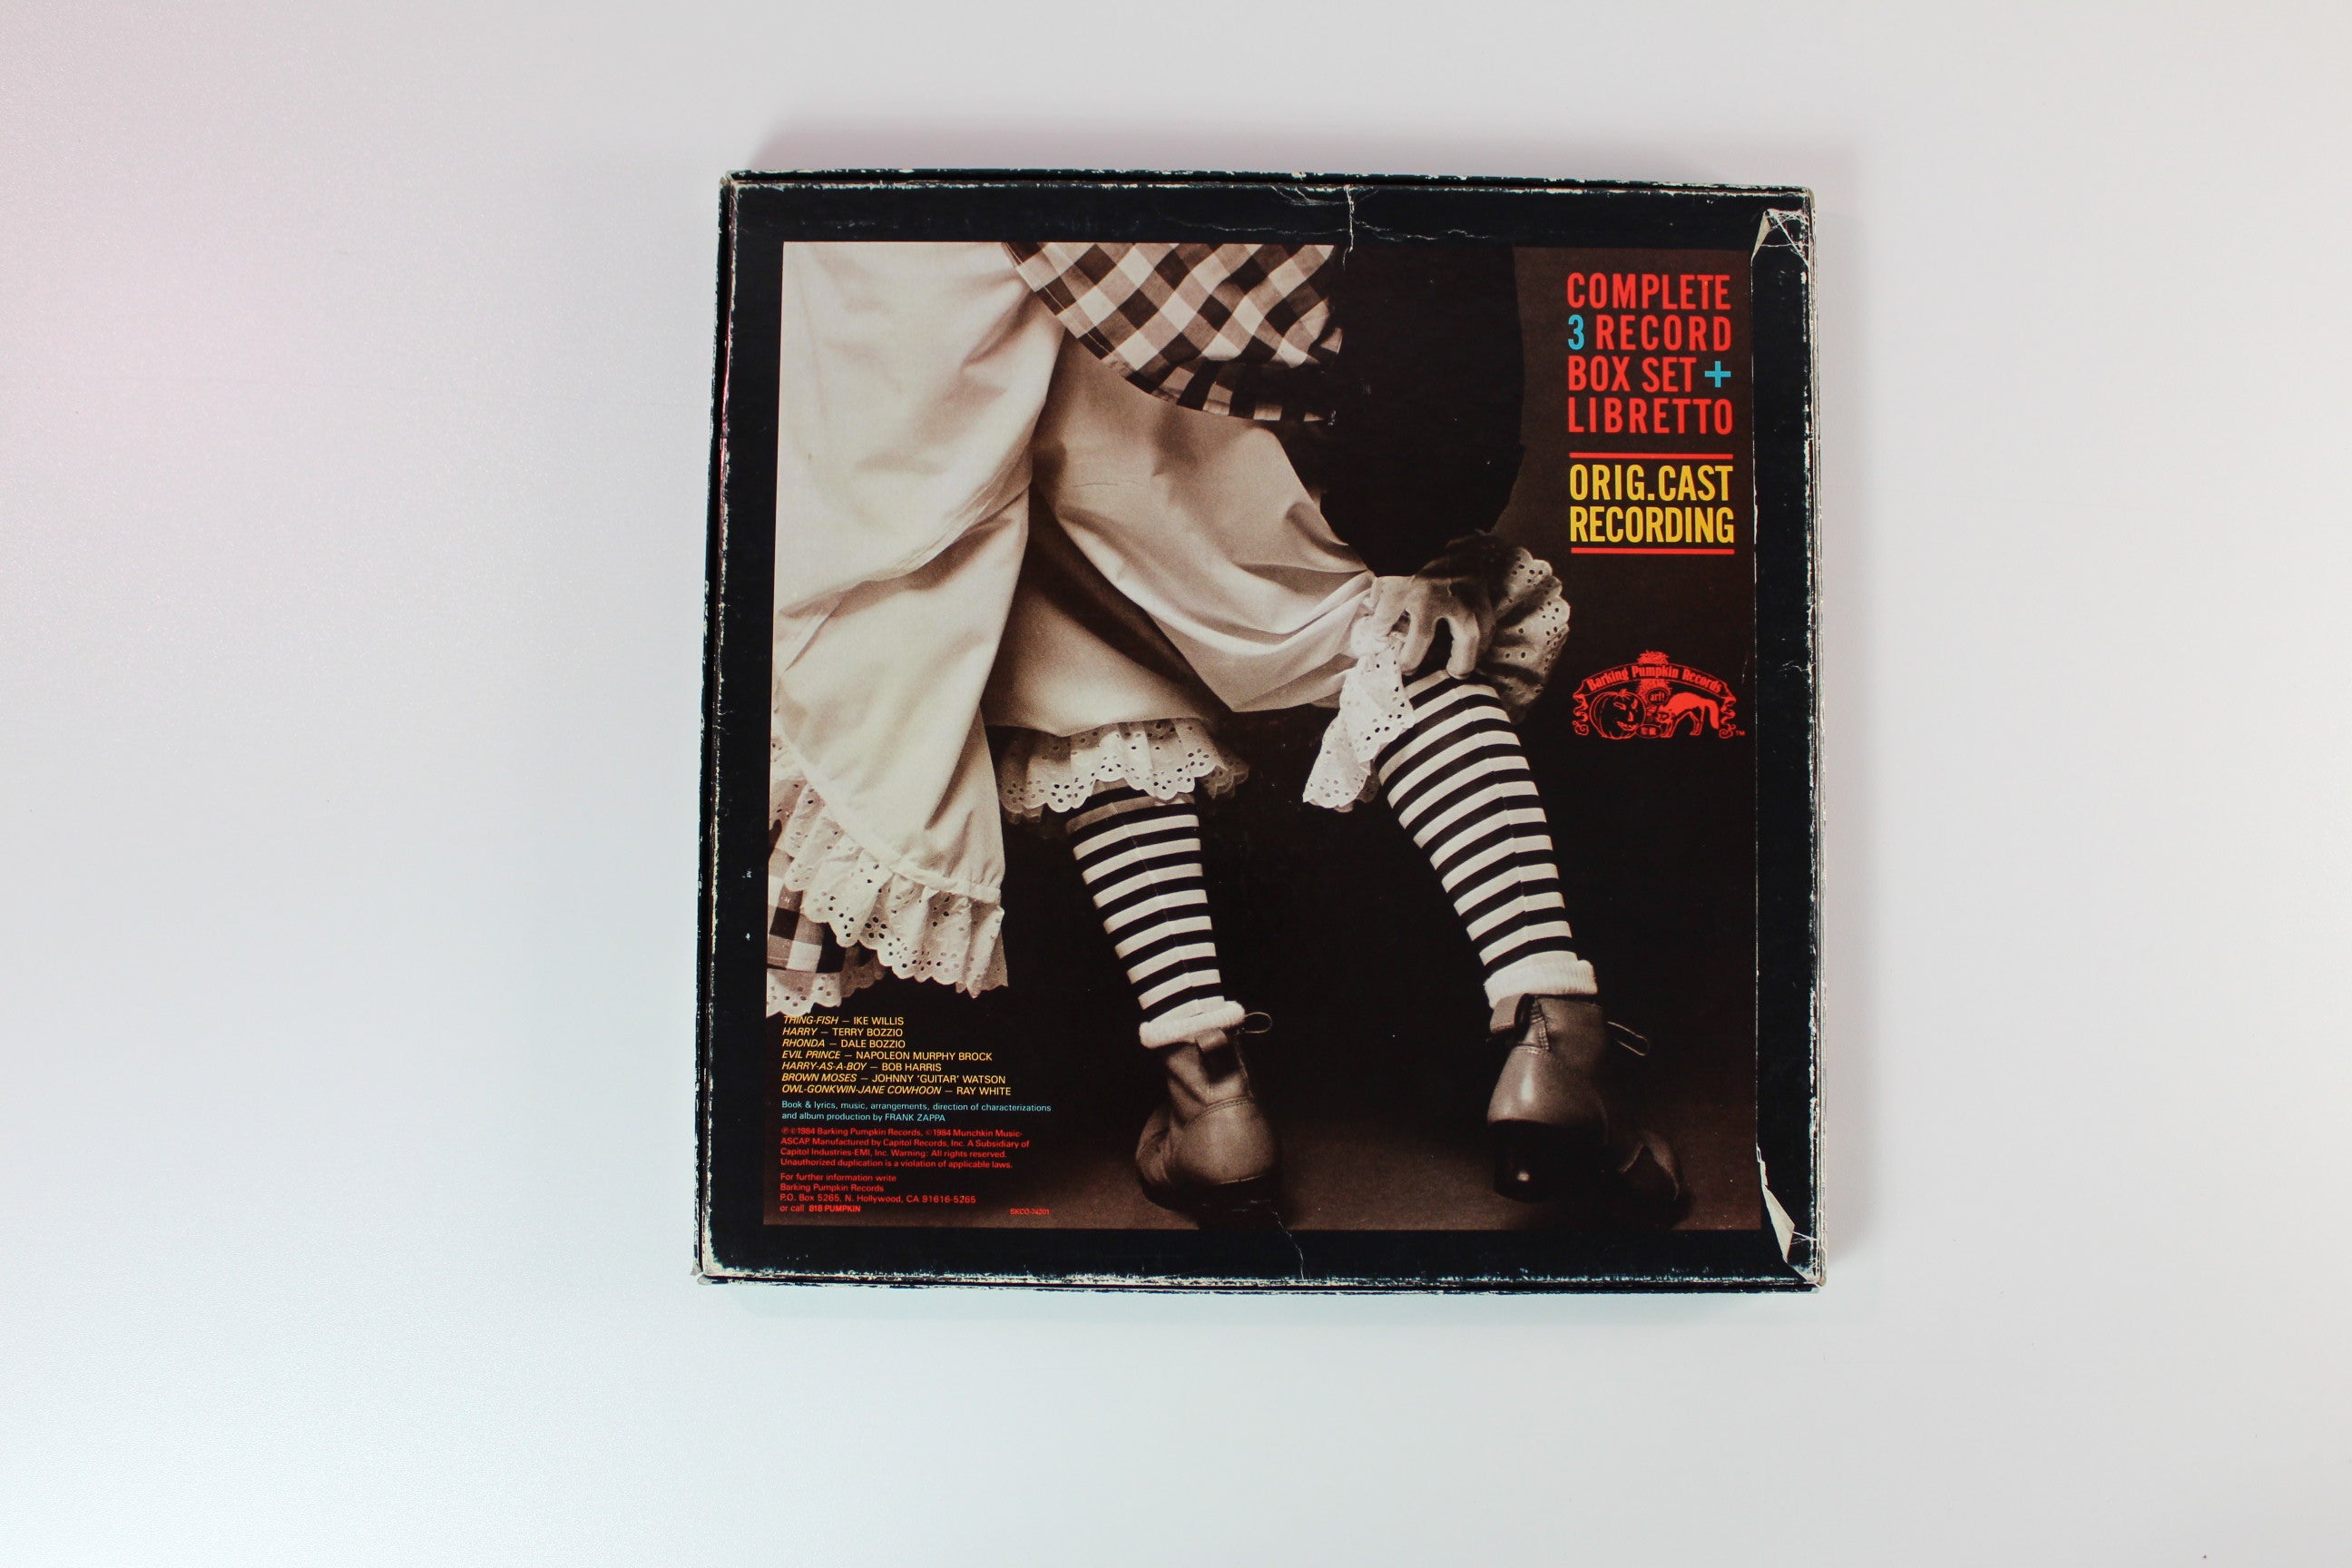 COMPLETE
3 RECORD
BOX SET +
LIBRETTO
ORIG. CAST
RECORDING
Barking Pumpkin Records
arf!
TM
THING-FISH — IKE WILLIS
HARRY — TERRY BOZZIO
RHONDA — DALE BOZZIO
EVIL PRINCE — NAPOLEON MURPHY BROCK
HARRY-AS-A-BOY — BOB HARRIS
BROWN MOSES — JOHNNY 'GUITAR' WATSON
OWL-GONKWIN-JANE COWHOON — RAY WHITE
Book & lyrics, music, arrangements, direction of characterizations
and album production by FRANK ZAPPA
℗ © 1984 Barking Pumpkin Records, © 1984 Munchkin Music-
ASCAP. Manufactured by Capitol Records, Inc. A Subsidiary of
Capitol Industries-EMI, Inc. Warning: All rights reserved.
Unauthorized duplication is a violation of applicable laws.
For further information write
Barking Pumpkin Records
P.O. Box 5265, N. Hollywood, CA 91616-5265
or call 818 PUMPKIN
SKCO-74201